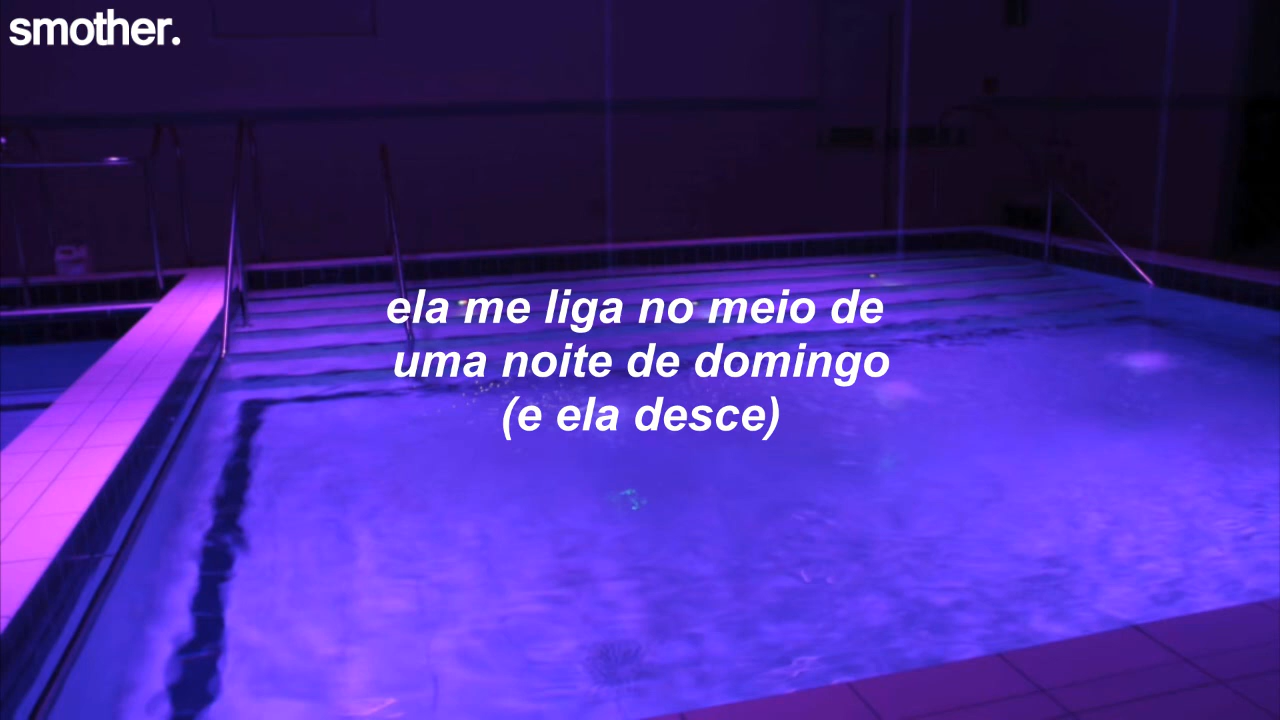 smother.
ela me liga no meio de
uma noite de domingo
(e ela desce)